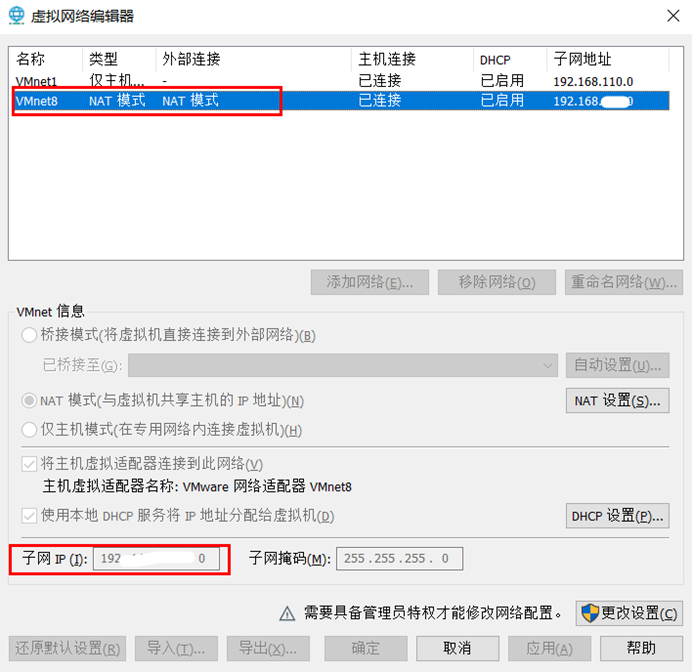 虚拟网络编辑器
名称 类型 外部连接 主机连接 DHCP 子网地址
VMnet1 仅主机... - 已连接 已启用 192.168.110.0
VMnet8 NAT 模式 NAT 模式 已连接 已启用 192.168. 0
添加网络(E)... 移除网络(O) 重命名网络(W)...
VMnet 信息
桥接模式(将虚拟机直接连接到外部网络)(B)
已桥接至(G): 自动设置(U)...
NAT 模式(与虚拟机共享主机的 IP 地址)(N) NAT 设置(S)...
仅主机模式(在专用网络内连接虚拟机)(H)
将主机虚拟适配器连接到此网络(V)
主机虚拟适配器名称: VMware 网络适配器 VMnet8
使用本地 DHCP 服务将 IP 地址分配给虚拟机(D) DHCP 设置(P)...
子网 IP (I): 192 0 子网掩码(M): 255 . 255 . 255 . 0
需要具备管理员特权才能修改网络配置。 更改设置(C)
还原默认设置(R) 导入(T)... 导出(X)... 确定 取消 应用(A) 帮助